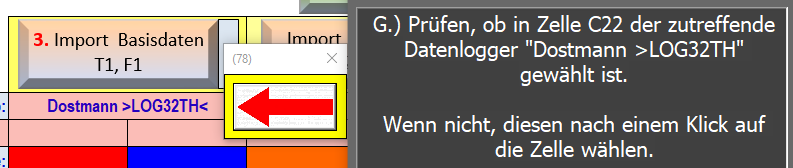 3. Import Basisdaten
T1, F1
Import
(78)
Dostmann >LOG32TH<
G.) Prüfen, ob in Zelle C22 der zutreffende
Datenlogger "Dostmann >LOG32TH"
gewählt ist.
Wenn nicht, diesen nach einem Klick auf
die Zelle wählen.